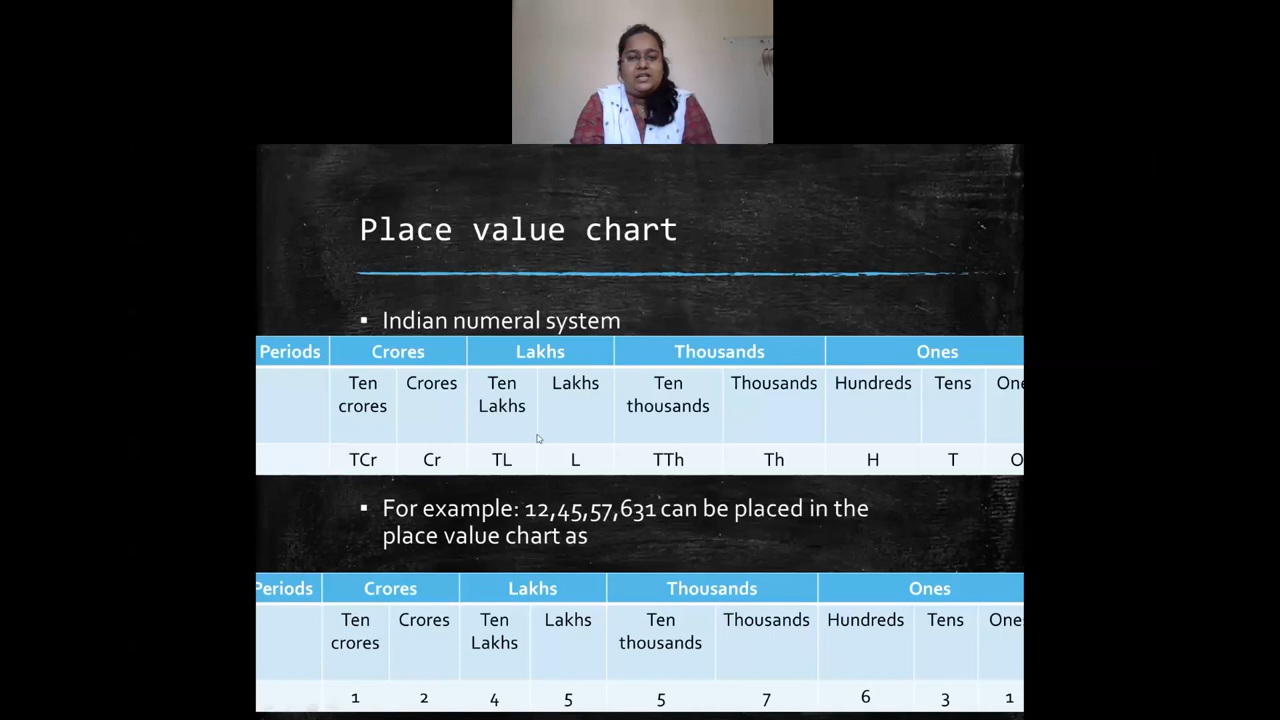 Place value chart
▪ Indian numeral system
Periods Crores Lakhs Thousands Ones
Ten crores Crores Ten Lakhs Lakhs Ten thousands Thousands Hundreds Tens One
TCr Cr TL L TTh Th H T O
▪ For example: 12,45,57,631 can be placed in the
place value chart as
Periods Crores Lakhs Thousands Ones
Ten crores Crores Ten Lakhs Lakhs Ten thousands Thousands Hundreds Tens Ones
1 2 4 5 5 7 6 3 1